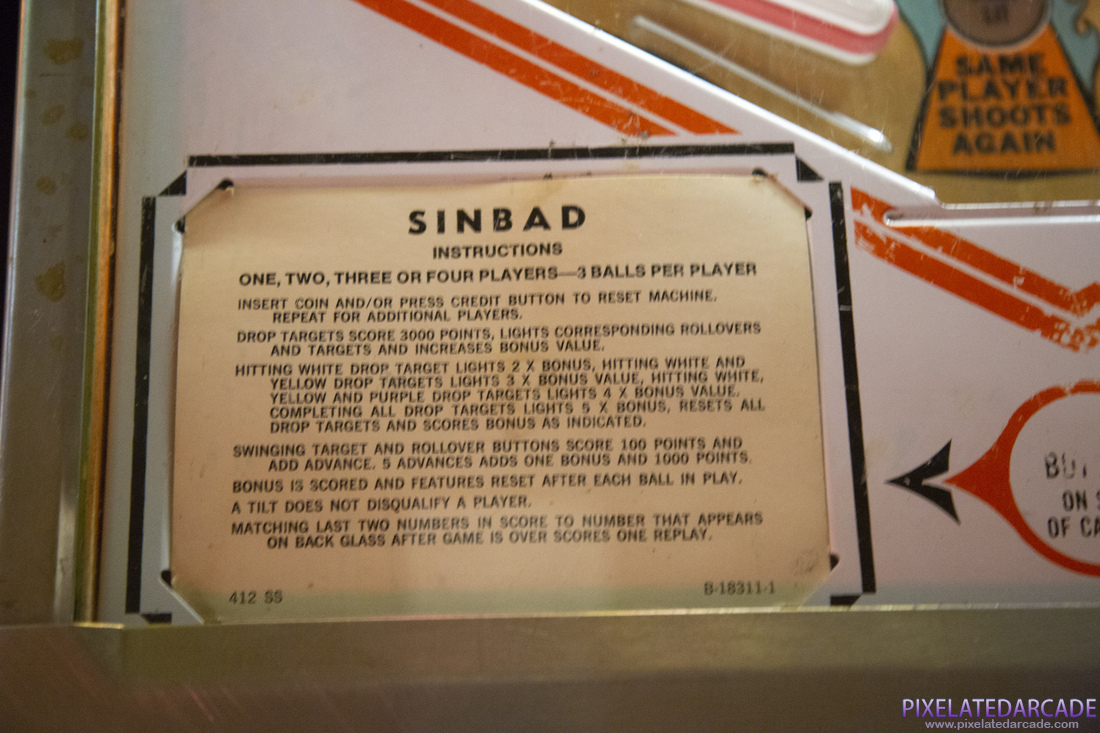 SAME
PLAYER
SHOOTS
AGAIN
SINBAD
INSTRUCTIONS
ONE, TWO, THREE OR FOUR PLAYERS—3 BALLS PER PLAYER
INSERT COIN AND/OR PRESS CREDIT BUTTON TO RESET MACHINE.
REPEAT FOR ADDITIONAL PLAYERS.
DROP TARGETS SCORE 3000 POINTS, LIGHTS CORRESPONDING ROLLOVERS
AND TARGETS AND INCREASES BONUS VALUE.
HITTING WHITE DROP TARGET LIGHTS 2 X BONUS, HITTING WHITE AND
YELLOW DROP TARGETS LIGHTS 3 X BONUS VALUE, HITTING WHITE,
YELLOW AND PURPLE DROP TARGETS LIGHTS 4 X BONUS VALUE.
COMPLETING ALL DROP TARGETS LIGHTS 5 X BONUS, RESETS ALL
DROP TARGETS AND SCORES BONUS AS INDICATED.
SWINGING TARGET AND ROLLOVER BUTTONS SCORE 100 POINTS AND
ADD ADVANCE. 5 ADVANCES ADDS ONE BONUS AND 1000 POINTS.
BONUS IS SCORED AND FEATURES RESET AFTER EACH BALL IN PLAY.
A TILT DOES NOT DISQUALIFY A PLAYER.
MATCHING LAST TWO NUMBERS IN SCORE TO NUMBER THAT APPEARS
ON BACK GLASS AFTER GAME IS OVER SCORES ONE REPLAY.
412 SS
B-18311-1
ON
OF
PIXELATEDARCADE
www.pixelatedarcade.com